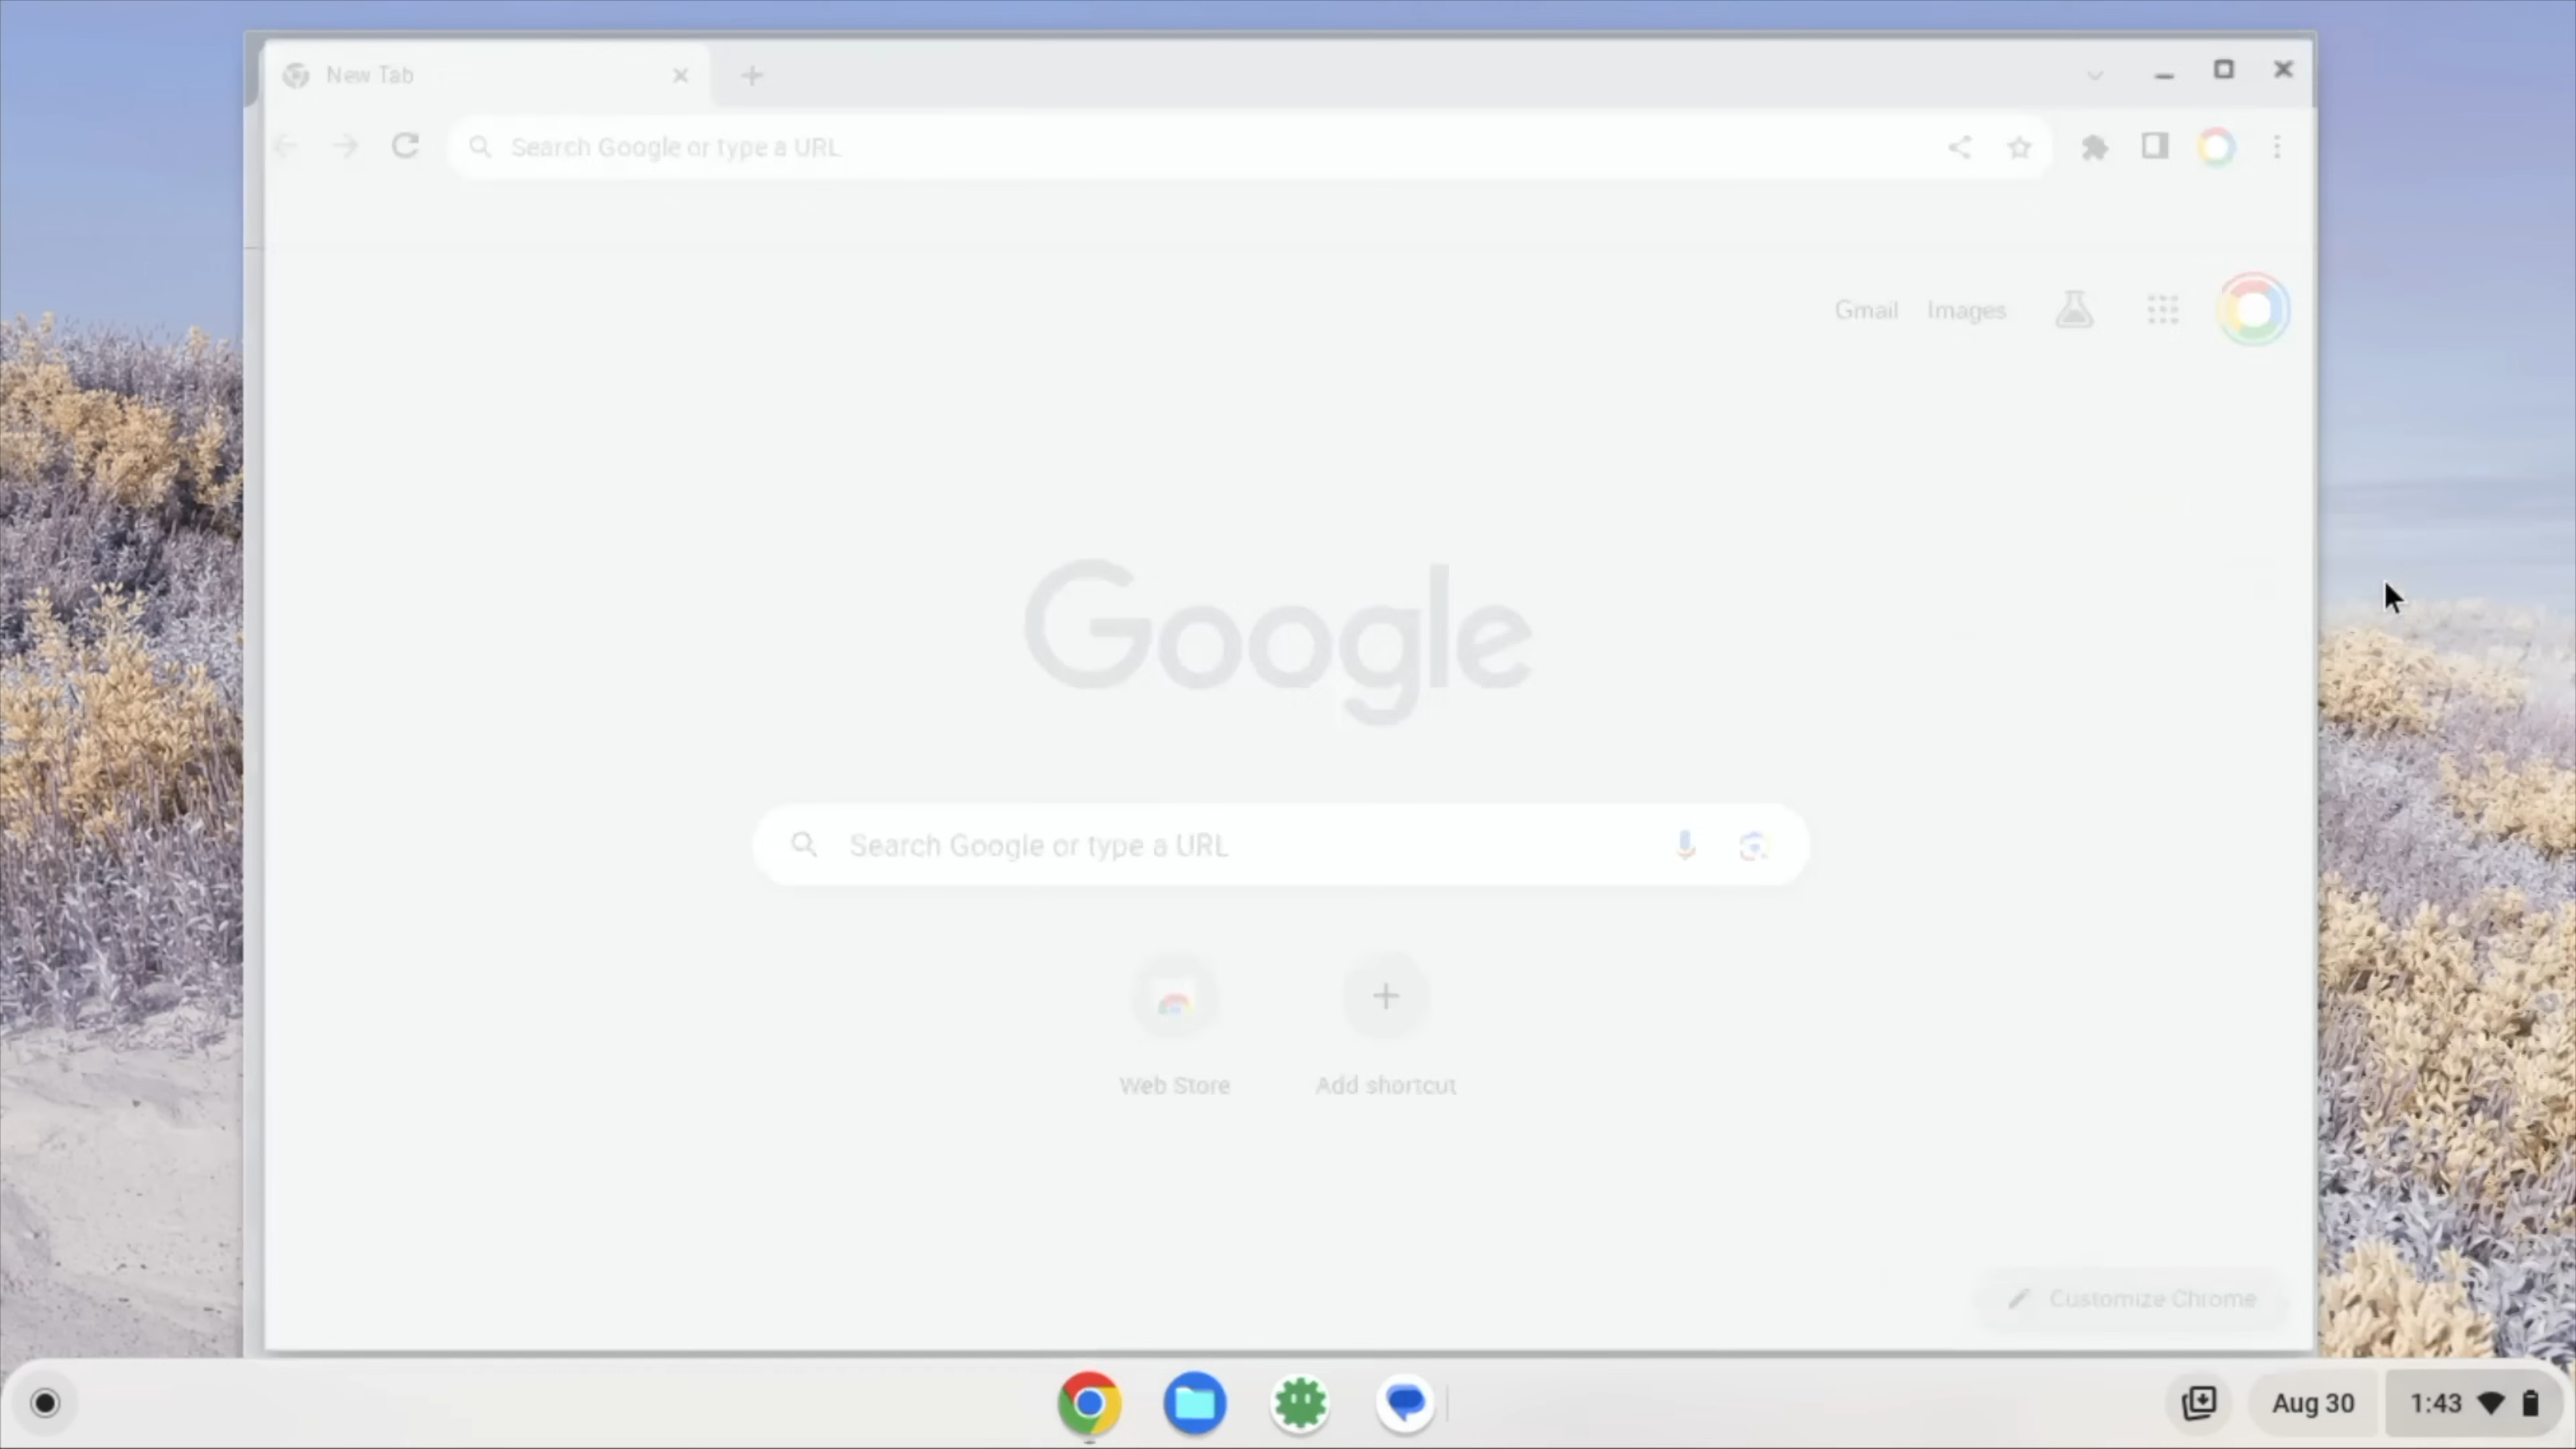 New Tab
Search Google or type a URL
Gmail Images
Google
Search Google or type a URL
Web Store Add shortcut
Customize Chrome
Aug 30 1:43